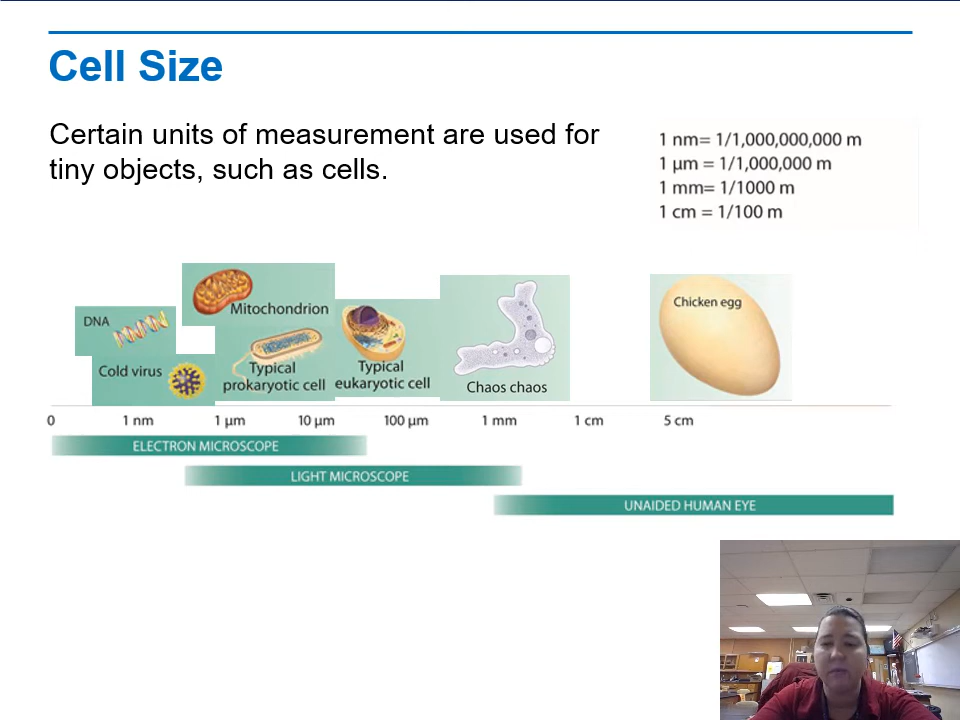 Cell Size
Certain units of measurement are used for
tiny objects, such as cells.
1 nm= 1/1,000,000,000 m
1 µm = 1/1,000,000 m
1 mm= 1/1000 m
1 cm = 1/100 m
DNA
Cold virus
Mitochondrion
Typical
prokaryotic cell
Typical
eukaryotic cell
Chaos chaos
Chicken egg
0 1 nm 1 µm 10 µm 100 µm 1 mm 1 cm 5 cm
ELECTRON MICROSCOPE
LIGHT MICROSCOPE
UNAIDED HUMAN EYE